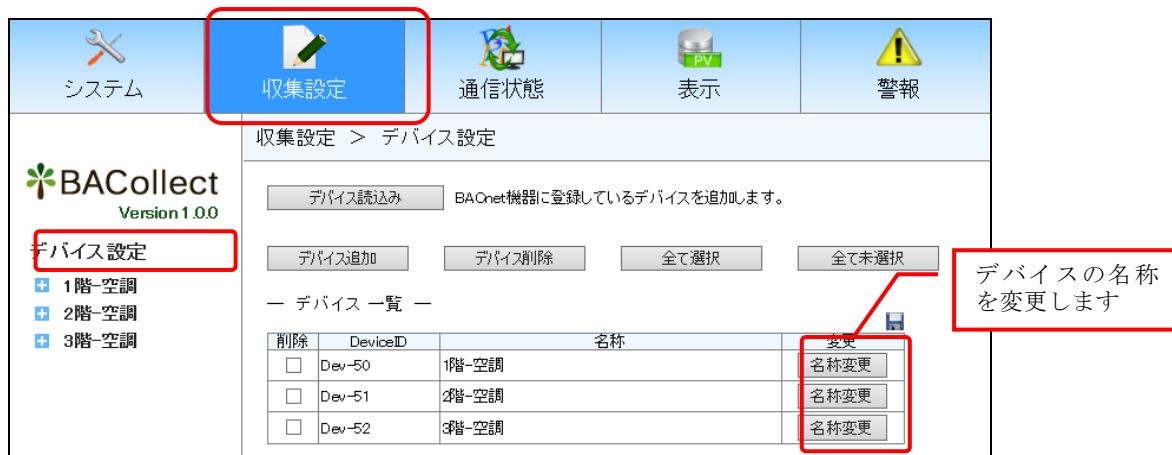 システム 収集設定 通信状態 PV 表示 警報
収集設定 ＞ デバイス設定
BACollect
Version 1.0.0
デバイス設定
1階-空調
2階-空調
3階-空調
デバイス読込み BACnet機器に登録しているデバイスを追加します。
デバイス追加 デバイス削除 全て選択 全て未選択
― デバイス 一覧 ―
削除 DeviceID 名称 変更
Dev-50 1階-空調 名称変更
Dev-51 2階-空調 名称変更
Dev-52 3階-空調 名称変更
デバイスの名称
を変更します